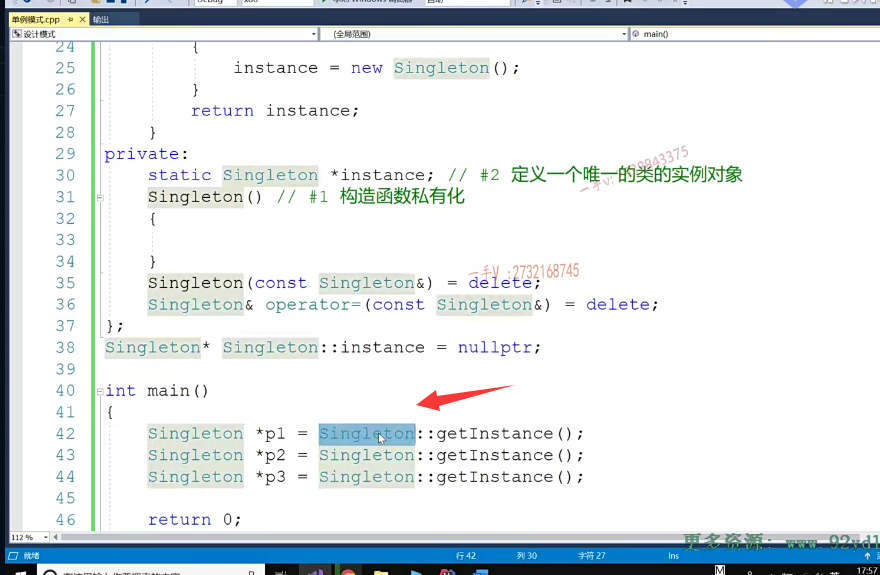 单例模式.cpp 输出
设计模式 (全局范围) main()
24 {
25 instance = new Singleton();
26 }
27 return instance;
28 }
29 private:
30 static Singleton *instance; // #2 定义一个唯一的类的实例对象
31 Singleton() // #1 构造函数私有化
32 {
33
34 }
一手V :2732168745
35 Singleton(const Singleton&) = delete;
36 Singleton& operator=(const Singleton&) = delete;
37 };
38 Singleton* Singleton::instance = nullptr;
39
40 int main()
41 {
42 Singleton *p1 = Singleton::getInstance();
43 Singleton *p2 = Singleton::getInstance();
44 Singleton *p3 = Singleton::getInstance();
45
46 return 0;
112 %
更多资源:
就绪 行 42 列 30 字符 27 Ins
17:57